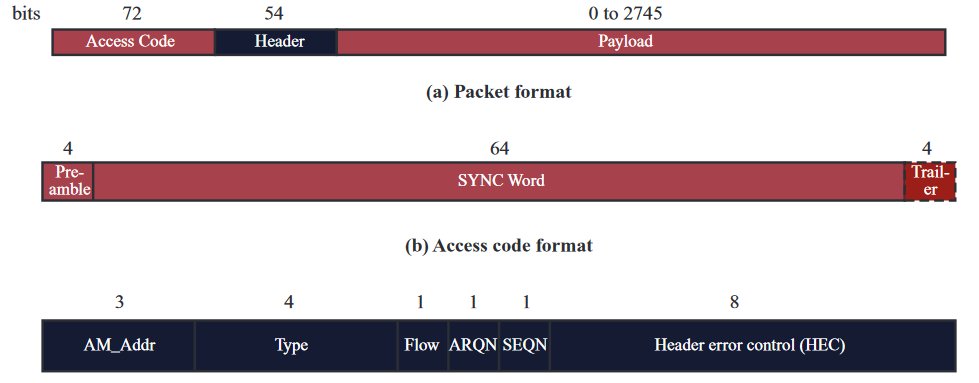 bits 72 54 0 to 2745
Access Code Header Payload
(a) Packet format
4 64 4
Pre-
amble
SYNC Word
Trail-
er
(b) Access code format
3 4 1 1 1 8
AM_Addr Type Flow ARQN SEQN Header error control (HEC)